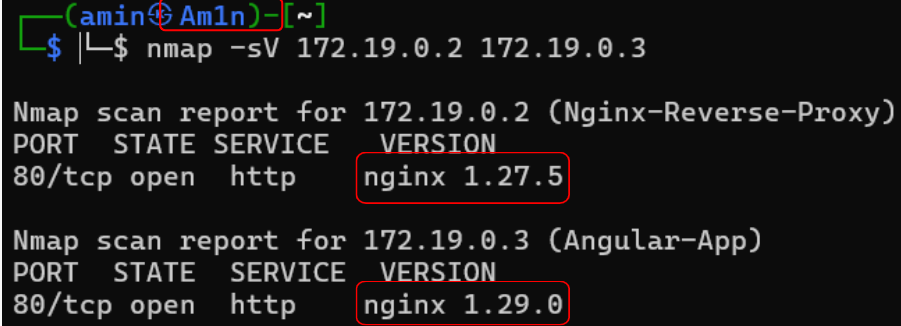 ┌──(amin㉿Am1n)-[~]
└─$ |└─$ nmap -sV 172.19.0.2 172.19.0.3
Nmap scan report for 172.19.0.2 (Nginx-Reverse-Proxy)
PORT STATE SERVICE VERSION
80/tcp open http nginx 1.27.5
Nmap scan report for 172.19.0.3 (Angular-App)
PORT STATE SERVICE VERSION
80/tcp open http nginx 1.29.0